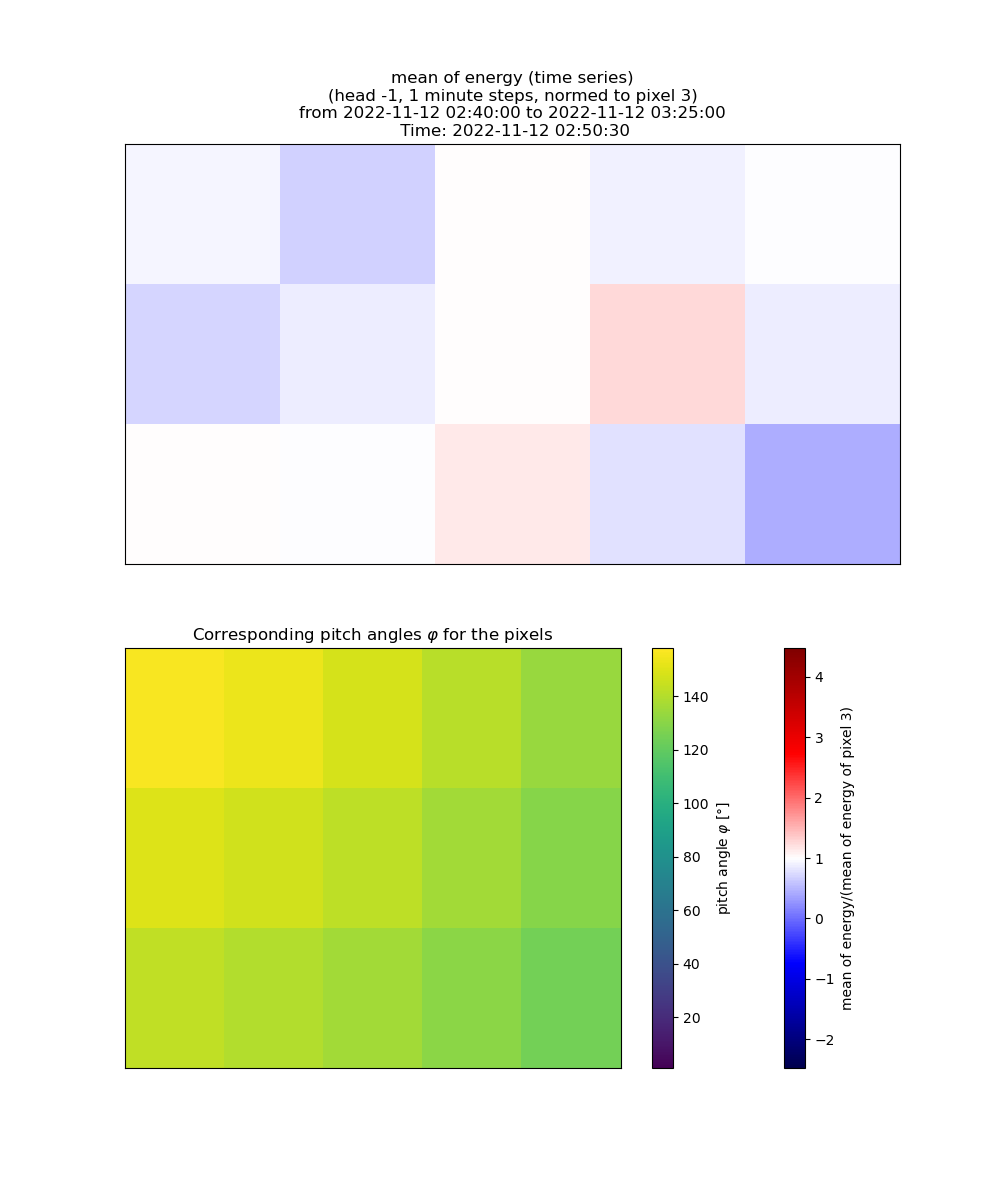 mean of energy (time series)
(head -1, 1 minute steps, normed to pixel 3)
from 2022-11-12 02:40:00 to 2022-11-12 03:25:00
Time: 2022-11-12 02:50:30
Corresponding pitch angles φ for the pixels
140
120
100
80
60
40
20
pitch angle φ [°]
4
3
2
1
0
−1
−2
mean of energy/(mean of energy of pixel 3)